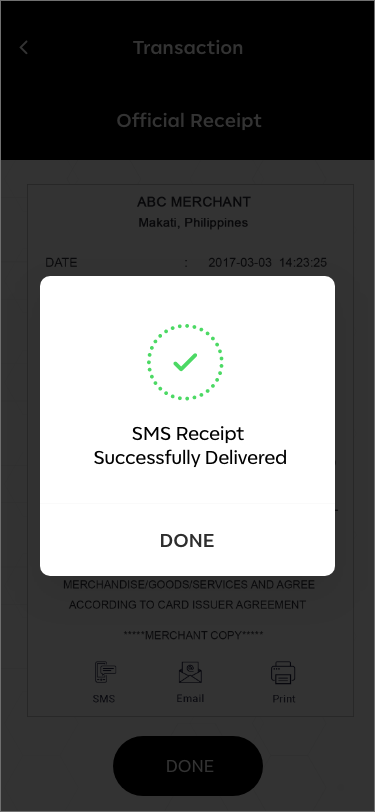 Transaction
Official Receipt
ABC MERCHANT
Makati, Philippines
DATE : 2017-03-03 14:23:25
SMS Receipt
Successfully Delivered
DONE
MERCHANDISE/GOODS/SERVICES AND AGREE
ACCORDING TO CARD ISSUER AGREEMENT
*****MERCHANT COPY*****
SMS Email Print
DONE